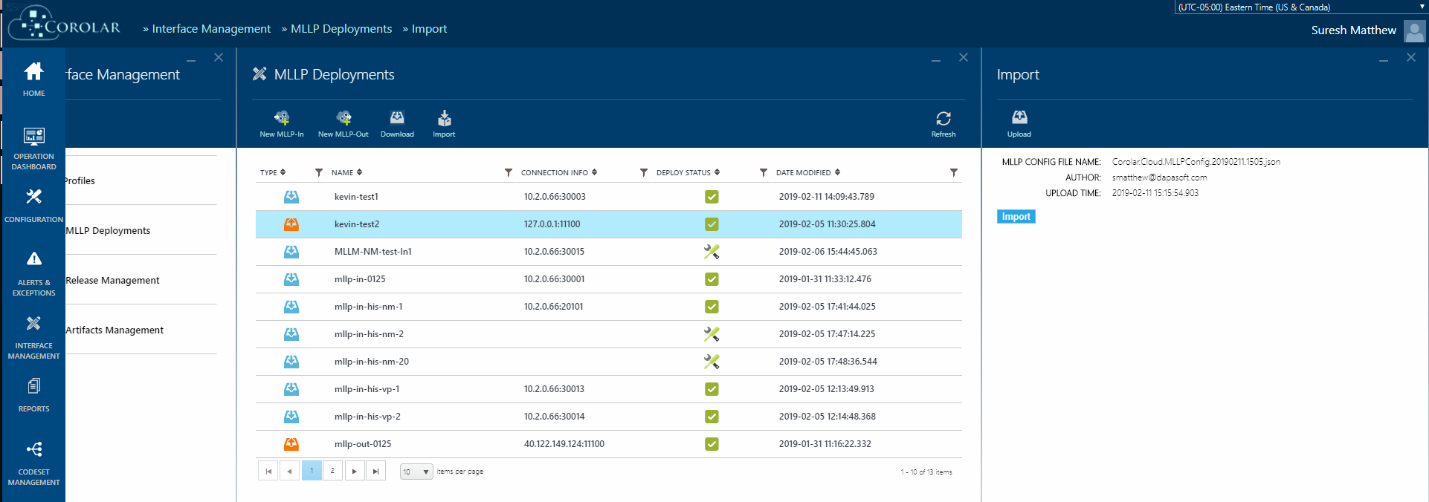 (UTC-05:00) Eastern Time (US & Canada)
COROLAR
» Interface Management » MLLP Deployments » Import
Suresh Matthew
HOME
OPERATION
DASHBOARD
CONFIGURATION
ALERTS &
EXCEPTIONS
INTERFACE
MANAGEMENT
REPORTS
CODESET
MANAGEMENT
rface Management
Profiles
MLLP Deployments
Release Management
Artifacts Management
MLLP Deployments
New MLLP-In New MLLP-Out Download Import Refresh
TYPE NAME CONNECTION INFO DEPLOY STATUS DATE MODIFIED
kevin-test1 10.2.0.66:30003 2019-02-11 14:09:43.789
kevin-test2 127.0.0.1:11100 2019-02-05 11:30:25.804
MLLM-NM-test-In1 10.2.0.66:30015 2019-02-06 15:44:45.063
mllp-in-0125 10.2.0.66:30001 2019-01-31 11:33:12.476
mllp-in-his-nm-1 10.2.0.66:20101 2019-02-05 17:41:44.025
mllp-in-his-nm-2 2019-02-05 17:47:14.225
mllp-in-his-nm-20 2019-02-05 17:48:36.544
mllp-in-his-vp-1 10.2.0.66:30013 2019-02-05 12:13:49.913
mllp-in-his-vp-2 10.2.0.66:30014 2019-02-05 12:14:48.368
mllp-out-0125 40.122.149.124:11100 2019-01-31 11:16:22.332
1 2 10 items per page 1 - 10 of 13 items
Import
Upload
MLLP CONFIG FILE NAME: Corolar.Cloud.MLLPConfig.20190211.1505.json
AUTHOR: smatthew@dapasoft.com
UPLOAD TIME: 2019-02-11 15:15:54.903
Import